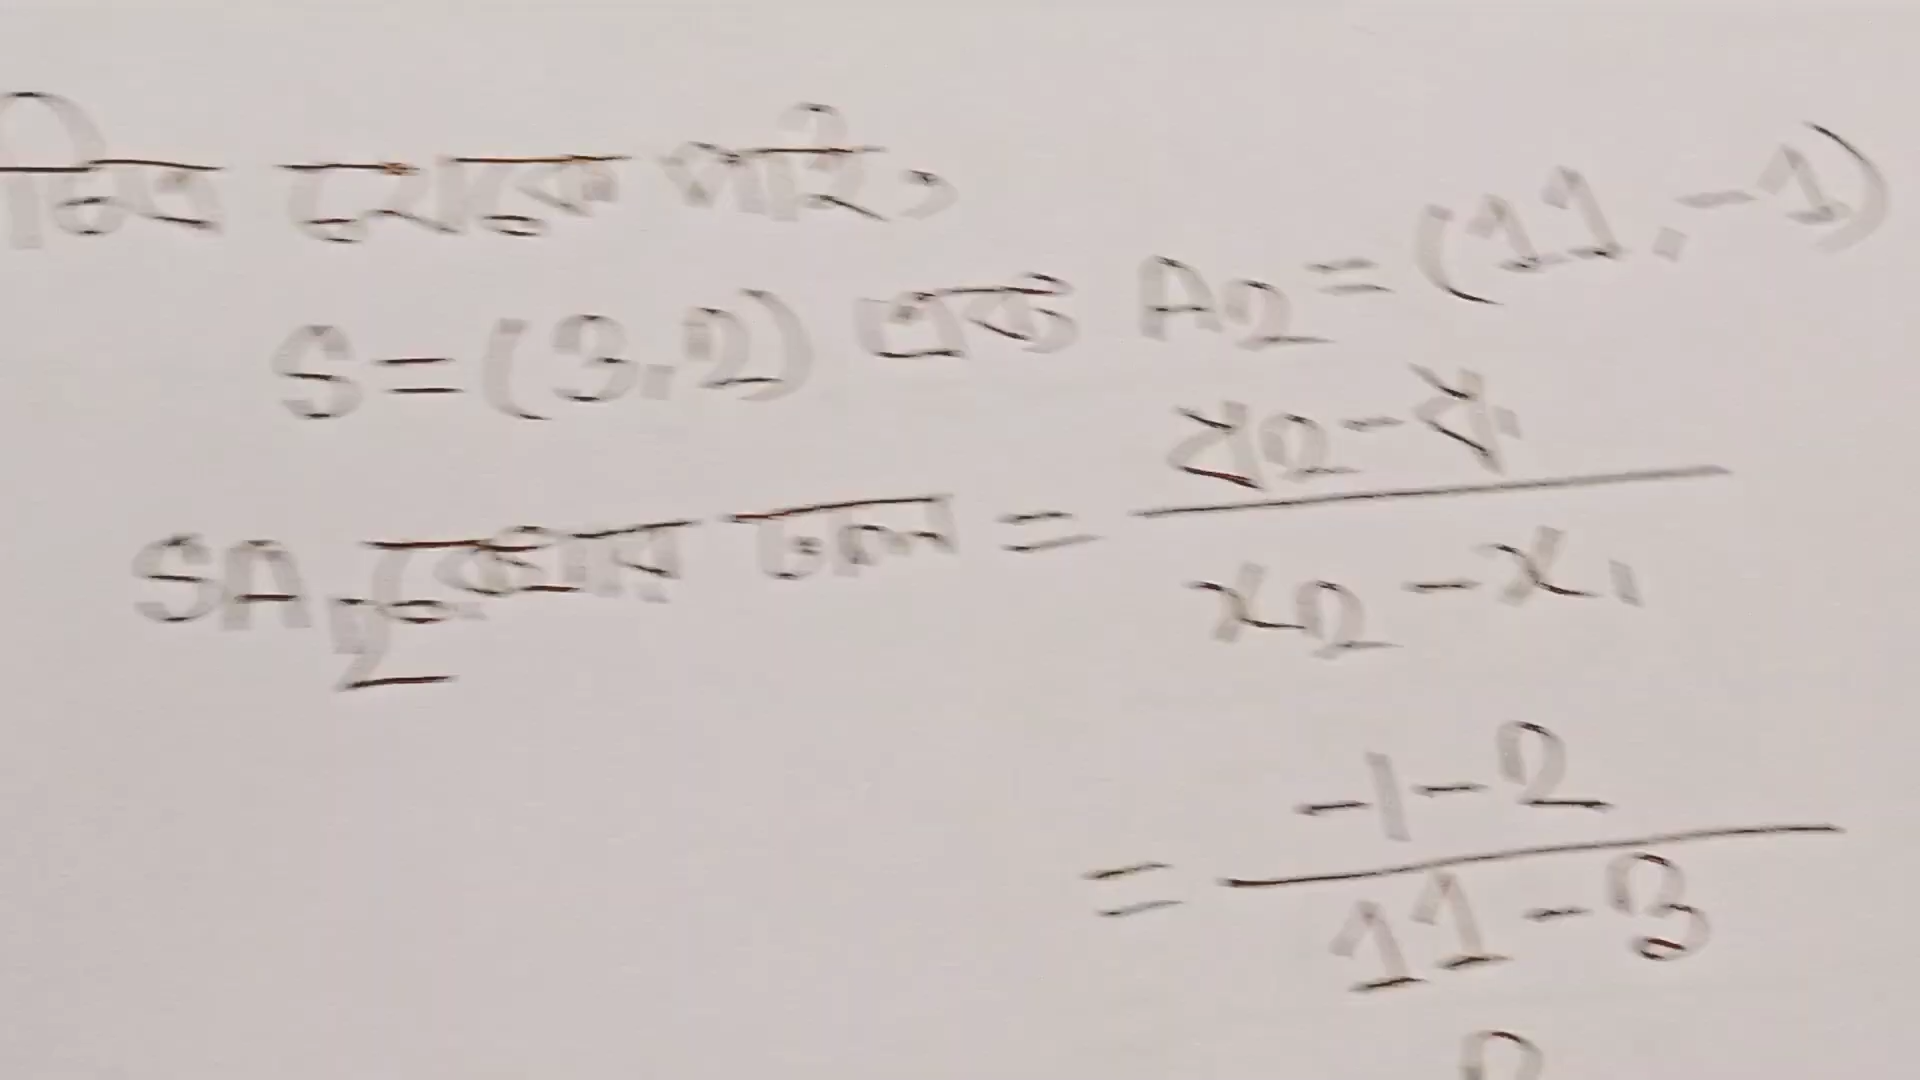 চিত্র থেকে পাই,
S=(3,2) এবং A₂=(11,-1)
SA₂ রেখার ঢাল = (y₂-y₁)/(x₂-x₁)
= (-1-2)/(11-3)